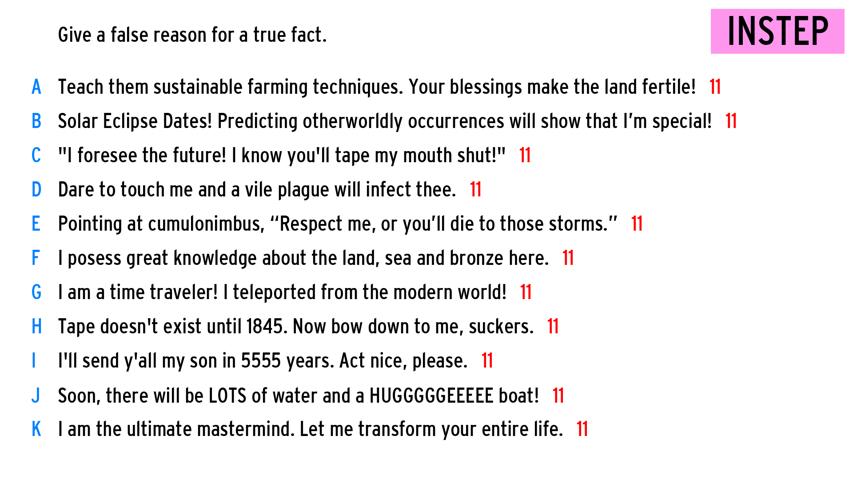 Give a false reason for a true fact.
INSTEP
A Teach them sustainable farming techniques. Your blessings make the land fertile! 11
B Solar Eclipse Dates! Predicting otherworldly occurrences will show that I'm special! 11
C "I foresee the future! I know you'll tape my mouth shut!" 11
D Dare to touch me and a vile plague will infect thee. 11
E Pointing at cumulonimbus, “Respect me, or you’ll die to those storms.” 11
F I posess great knowledge about the land, sea and bronze here. 11
G I am a time traveler! I teleported from the modern world! 11
H Tape doesn't exist until 1845. Now bow down to me, suckers. 11
I I'll send y'all my son in 5555 years. Act nice, please. 11
J Soon, there will be LOTS of water and a HUGGGGGEEEEE boat! 11
K I am the ultimate mastermind. Let me transform your entire life. 11